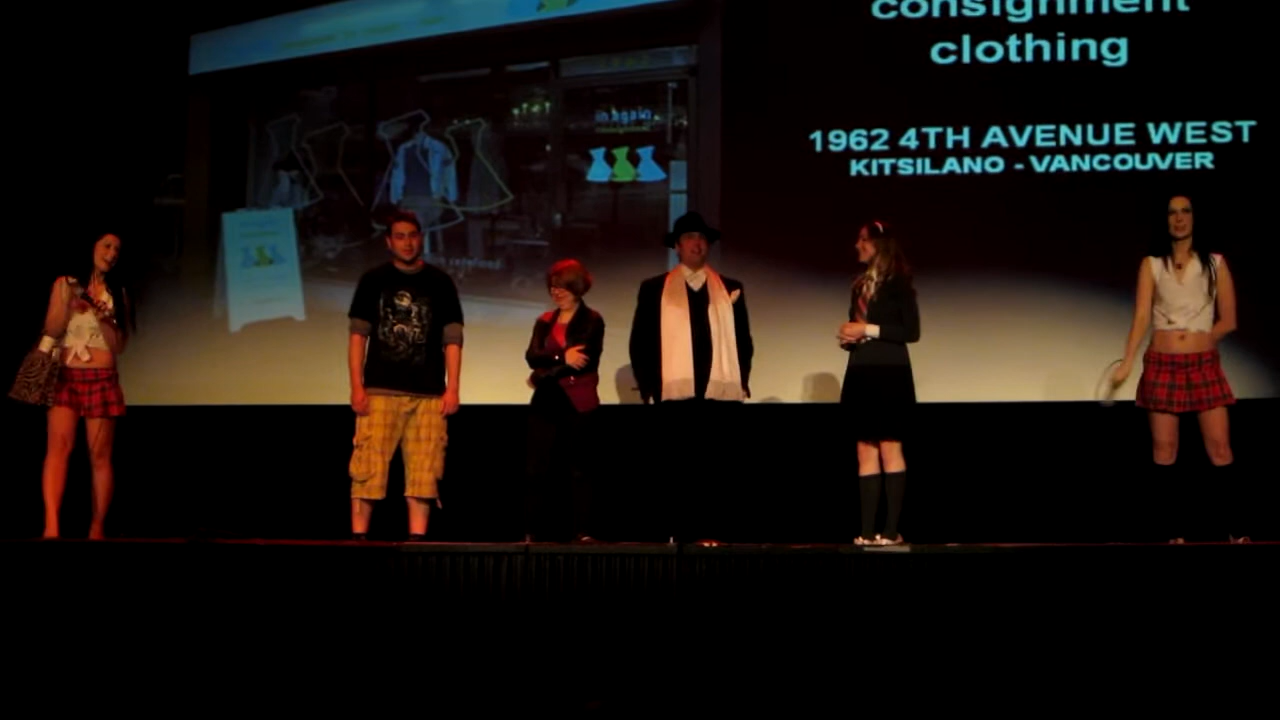 consignment
clothing
1962 4TH AVENUE WEST
KITSILANO - VANCOUVER